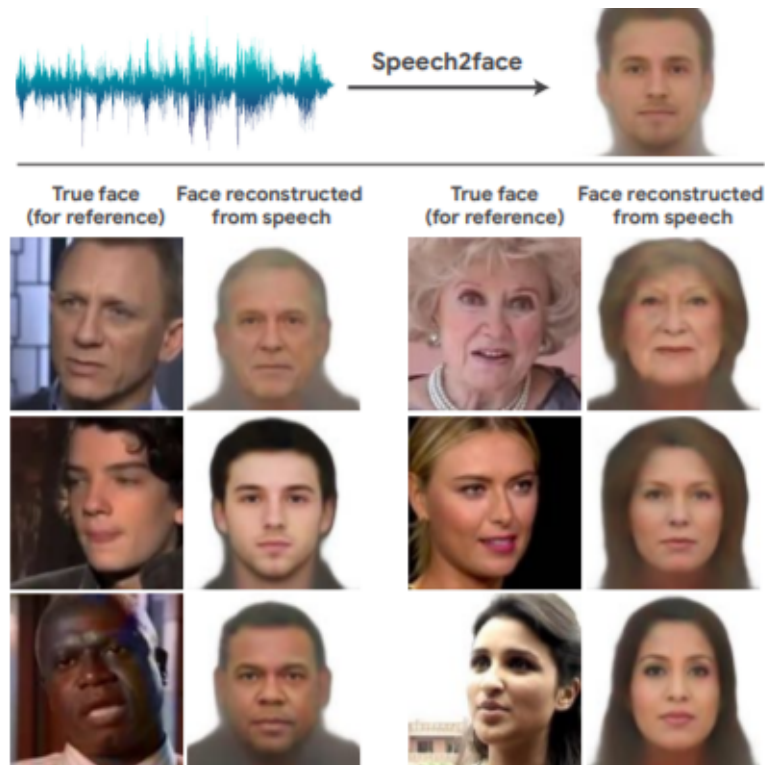 Speech2face
True face
(for reference)
Face reconstructed
from speech
True face
(for reference)
Face reconstructed
from speech